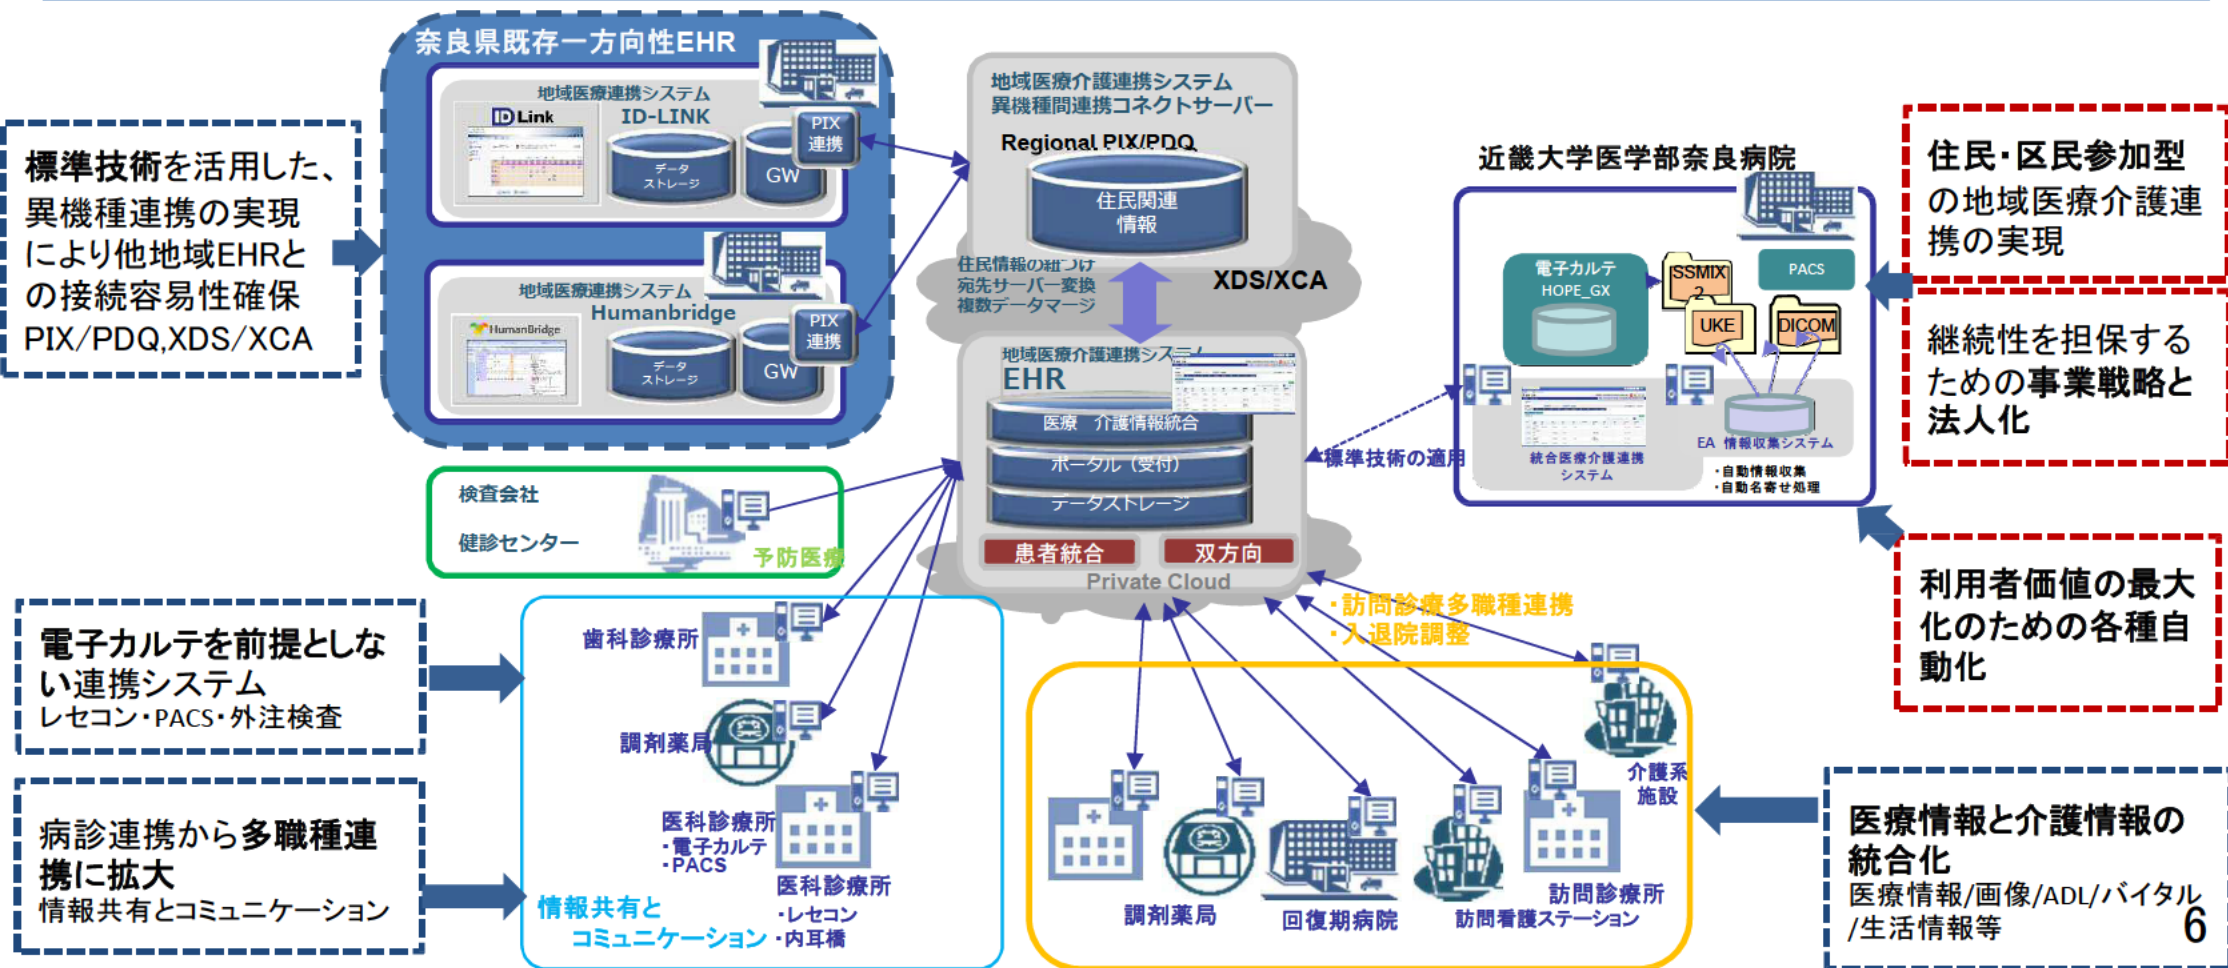 奈良県既存一方向性EHR
地域医療連携システム
ID-LINK
ID Link
データ
ストレージ
GW
PIX
連携
地域医療連携システム
Humanbridge
HumanBridge
データ
ストレージ
GW
PIX
連携
標準技術を活用した、
異機種連携の実現
により他地域EHRと
の接続容易性確保
PIX/PDQ,XDS/XCA
地域医療介護連携システム
異機種間連携コネクトサーバー
Regional PIX/PDQ
住民関連
情報
住民情報の紐づけ
宛先サーバー変換
複数データマージ
XDS/XCA
地域医療介護連携システム
EHR
医療 介護情報統合
ポータル（受付）
データストレージ
患者統合
双方向
Private Cloud
近畿大学医学部奈良病院
電子カルテ
HOPE_GX
SSMIX
2
PACS
UKE
DICOM
統合医療介護連携
システム
EA 情報収集システム
・自動情報収集
・自動名寄せ処理
標準技術の適用
住民・区民参加型
の地域医療介護連
携の実現
継続性を担保する
ための事業戦略と
法人化
利用者価値の最大
化のための各種自
動化
検査会社
健診センター
予防医療
電子カルテを前提としな
い連携システム
レセコン・PACS・外注検査
病診連携から多職種連
携に拡大
情報共有とコミュニケーション
歯科診療所
調剤薬局
医科診療所
・電子カルテ
・PACS
医科診療所
・レセコン
・内耳橋
情報共有と
コミュニケーション
・訪問診療多職種連携
・入退院調整
調剤薬局
回復期病院
訪問看護ステーション
訪問診療所
介護系
施設
医療情報と介護情報の
統合化
医療情報/画像/ADL/バイタル
/生活情報等
6